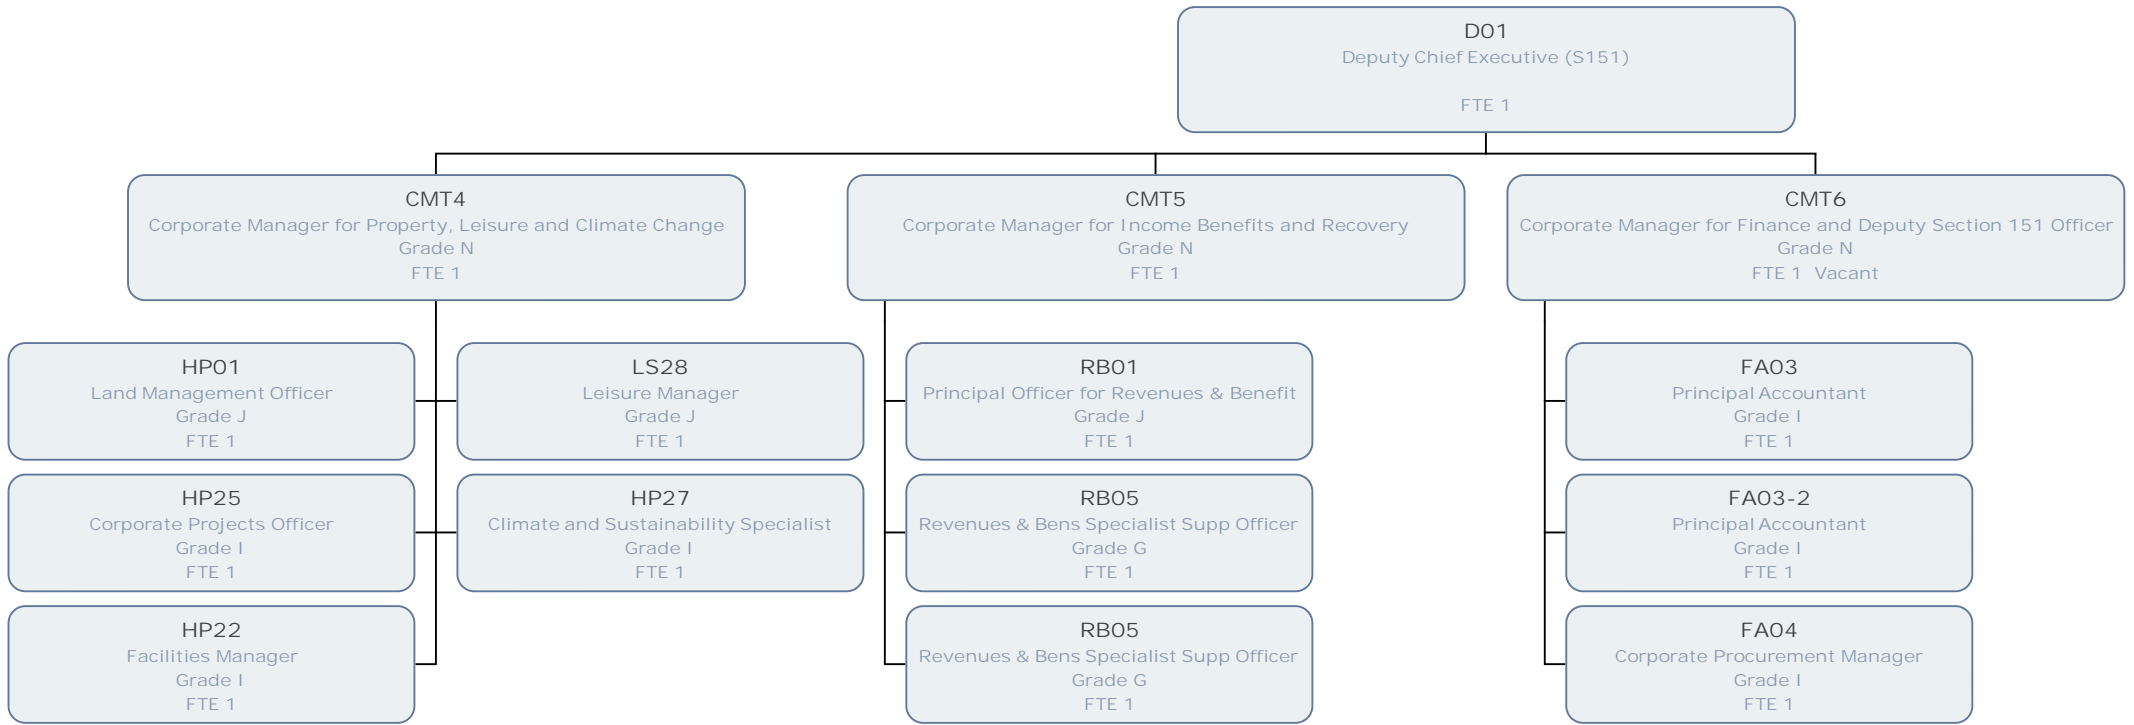 D01
Deputy Chief Executive (S151)
FTE 1
CMT4
Corporate Manager for Property, Leisure and Climate Change
Grade N
FTE 1
CMT5
Corporate Manager for Income Benefits and Recovery
Grade N
FTE 1
CMT6
Corporate Manager for Finance and Deputy Section 151 Officer
Grade N
FTE 1 Vacant
HP01
Land Management Officer
Grade J
FTE 1
LS28
Leisure Manager
Grade J
FTE 1
RB01
Principal Officer for Revenues & Benefit
Grade J
FTE 1
FA03
Principal Accountant
Grade I
FTE 1
HP25
Corporate Projects Officer
Grade I
FTE 1
HP27
Climate and Sustainability Specialist
Grade I
FTE 1
RB05
Revenues & Bens Specialist Supp Officer
Grade G
FTE 1
FA03-2
Principal Accountant
Grade I
FTE 1
HP22
Facilities Manager
Grade I
FTE 1
RB05
Revenues & Bens Specialist Supp Officer
Grade G
FTE 1
FA04
Corporate Procurement Manager
Grade I
FTE 1